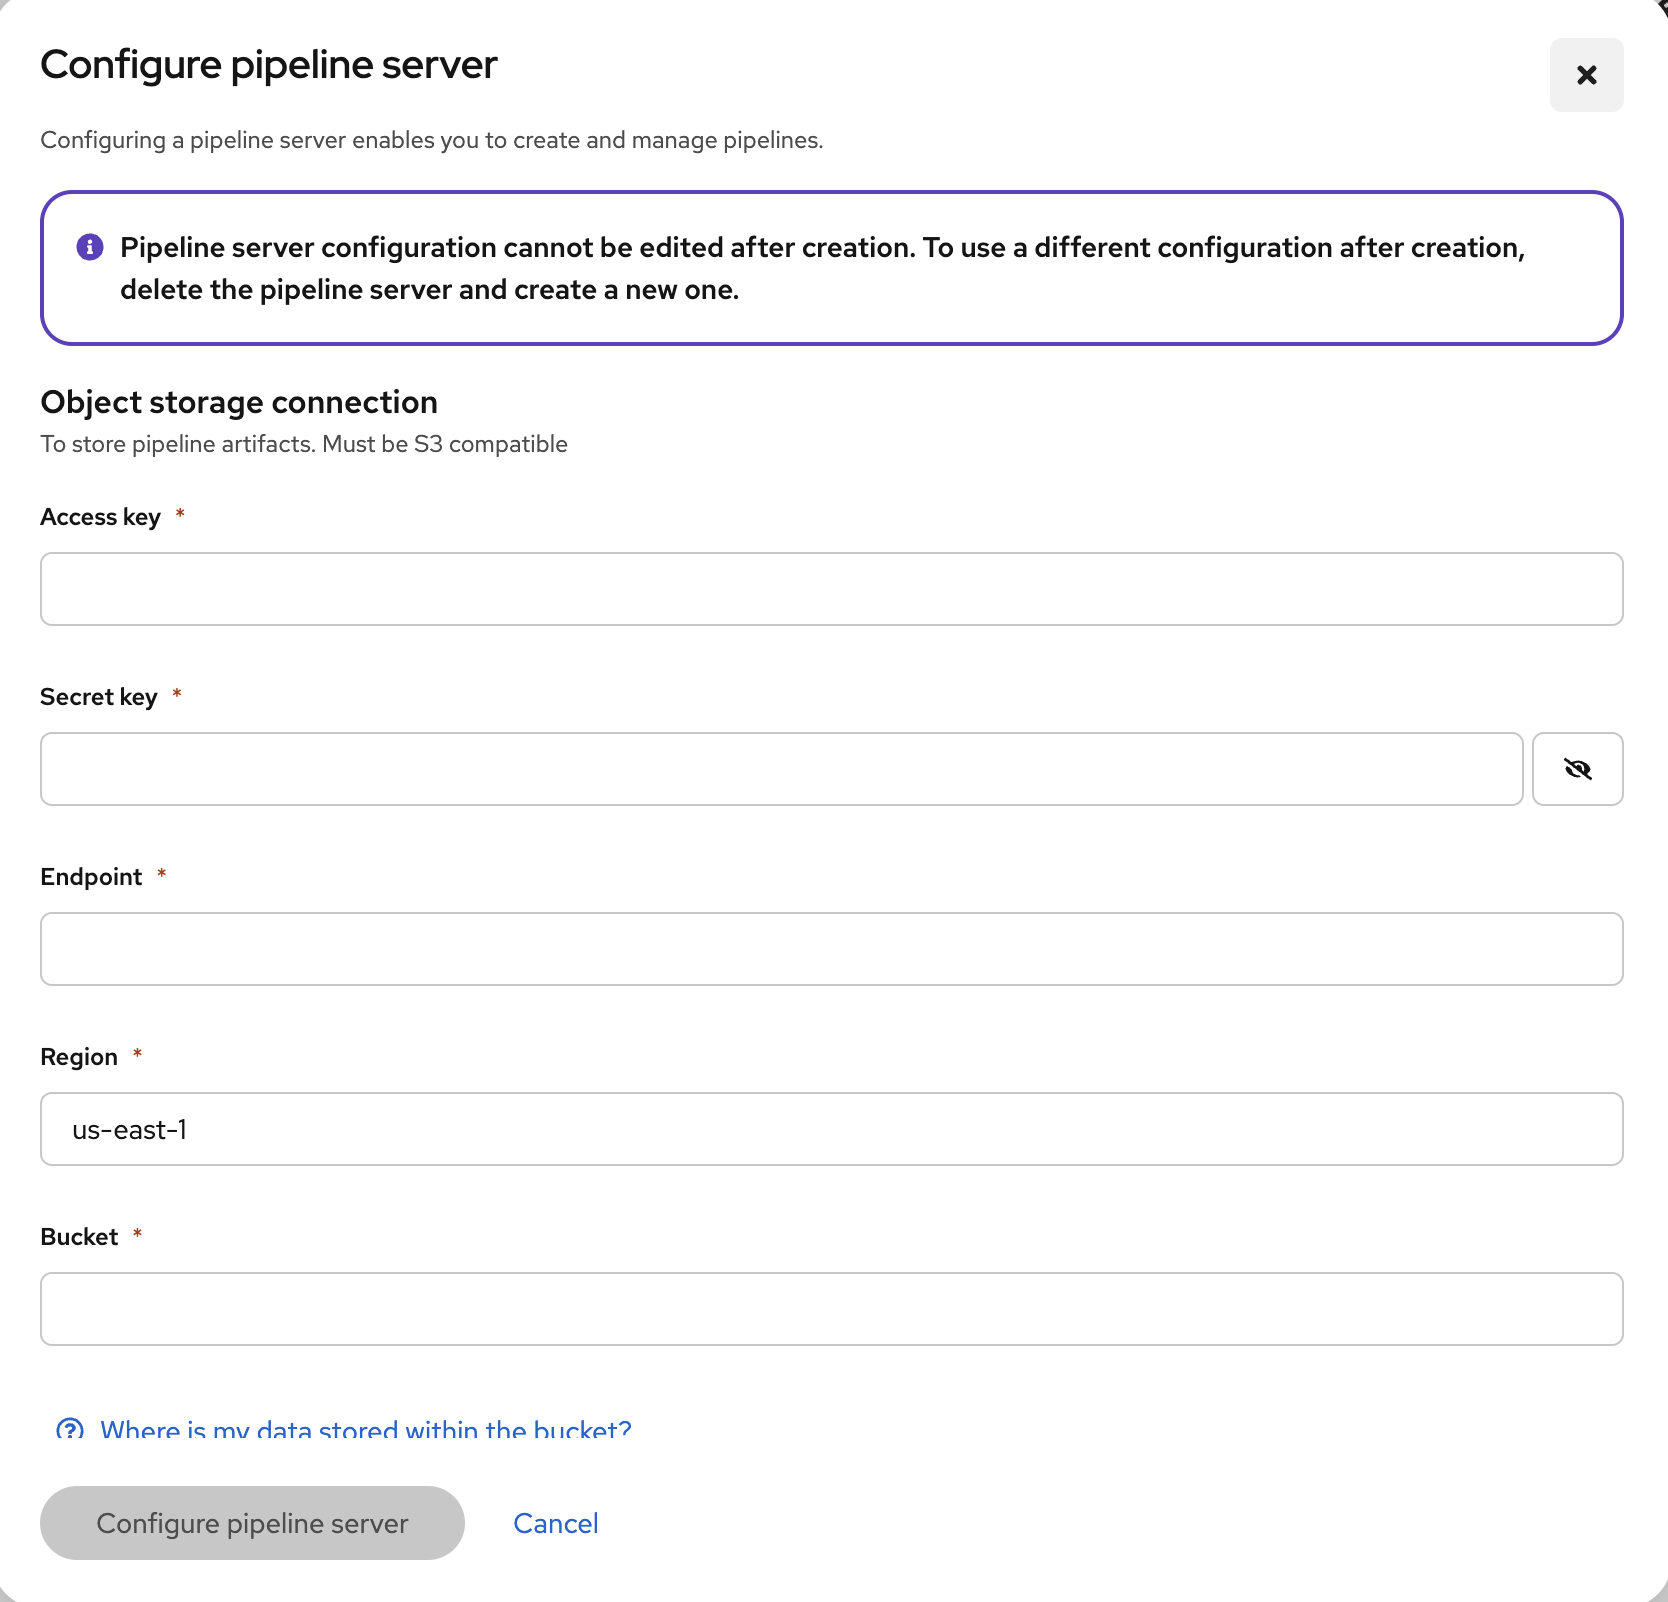 Configure pipeline server
Configuring a pipeline server enables you to create and manage pipelines.
Pipeline server configuration cannot be edited after creation. To use a different configuration after creation,
delete the pipeline server and create a new one.
Object storage connection
To store pipeline artifacts. Must be S3 compatible
Access key *
Secret key *
Endpoint *
Region *
us-east-1
Bucket *
Where is my data stored within the bucket?
Configure pipeline server
Cancel